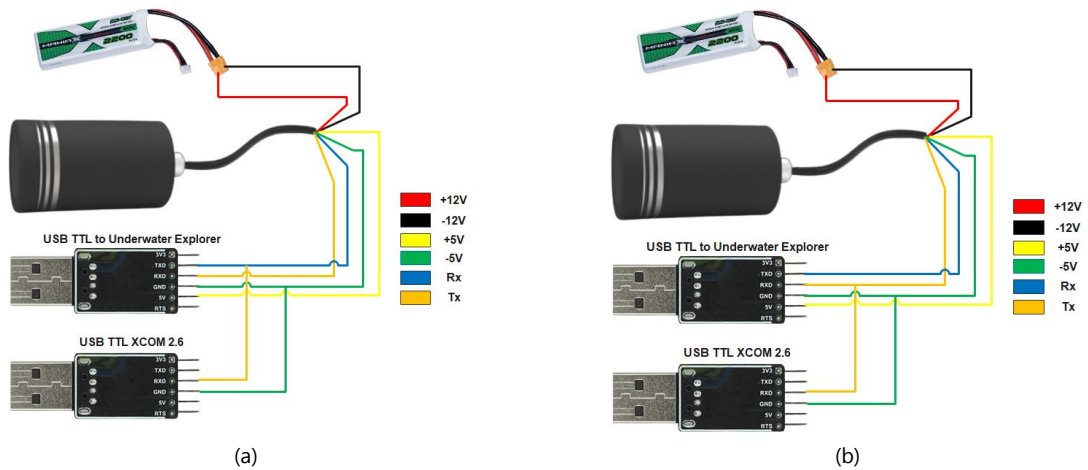 2200
2200
+12V
-12V
+5V
-5V
Rx
Tx
USB TTL to Underwater Explorer
3V3
TXD
RXD
GND
5V
RTS
USB TTL XCOM 2.6
3V3
TXD
RXD
GND
5V
RTS
(a)
+12V
-12V
+5V
-5V
Rx
Tx
USB TTL to Underwater Explorer
3V3
TXD
RXD
GND
5V
RTS
USB TTL XCOM 2.6
3V3
TXD
RXD
GND
5V
RTS
(b)